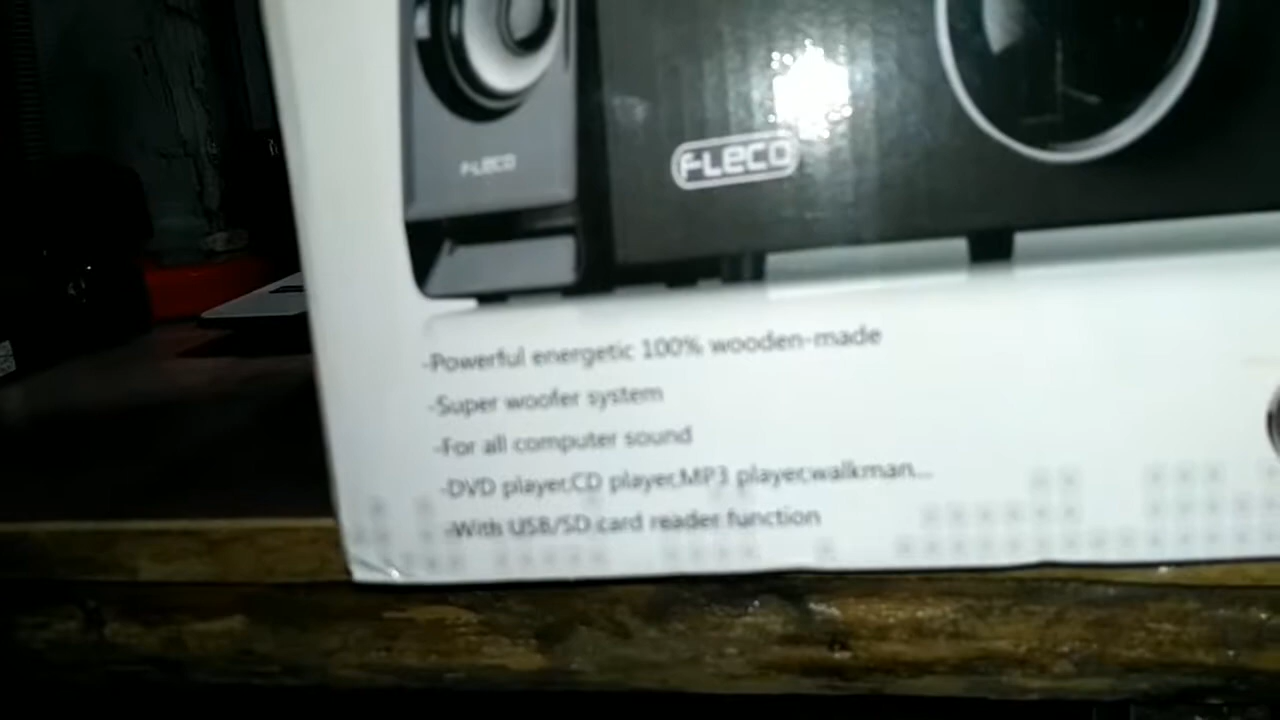 FLECO
FLECO
-Powerful energetic 100% wooden-made
-Super woofer system
-For all computer sound
-DVD player,CD player,MP3 player,walkman...
-With USB/SD card reader function